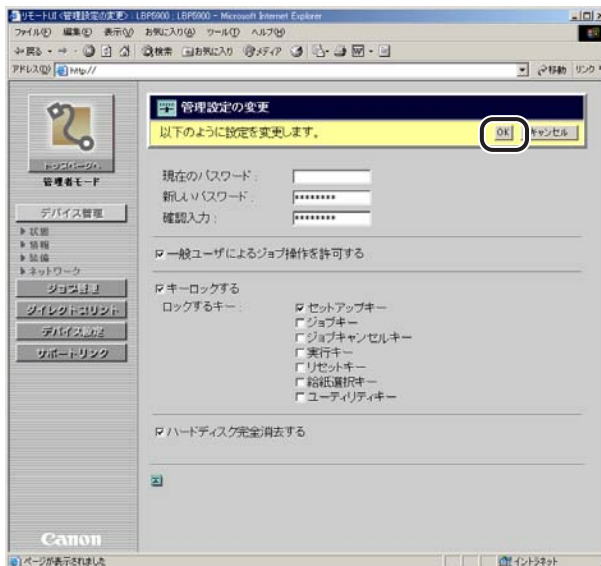 リモートUI <管理設定の変更> : LBP5900 ; LBP5900 - Microsoft Internet Explorer
ファイル(F) 編集(E) 表示(V) お気に入り(A) ツール(T) ヘルプ(H)
戻る 検索 お気に入り メディア
アドレス(D) http:// 移動 リンク
管理設定の変更
以下のように設定を変更します。 OK キャンセル
トップページへ
管理者モード
デバイス管理
状態
情報
装備
ネットワーク
ジョブ管理
ダイレクトプリント
デバイス設定
サポートリンク
現在のパスワード :
新しいパスワード : ********
確認入力 : ********
一般ユーザによるジョブ操作を許可する
キーロックする
ロックするキー : セットアップキー
ジョブキー
ジョブキャンセルキー
実行キー
リセットキー
給紙選択キー
ユーティリティキー
ハードディスク完全消去する
Canon
ページが表示されました イントラネット